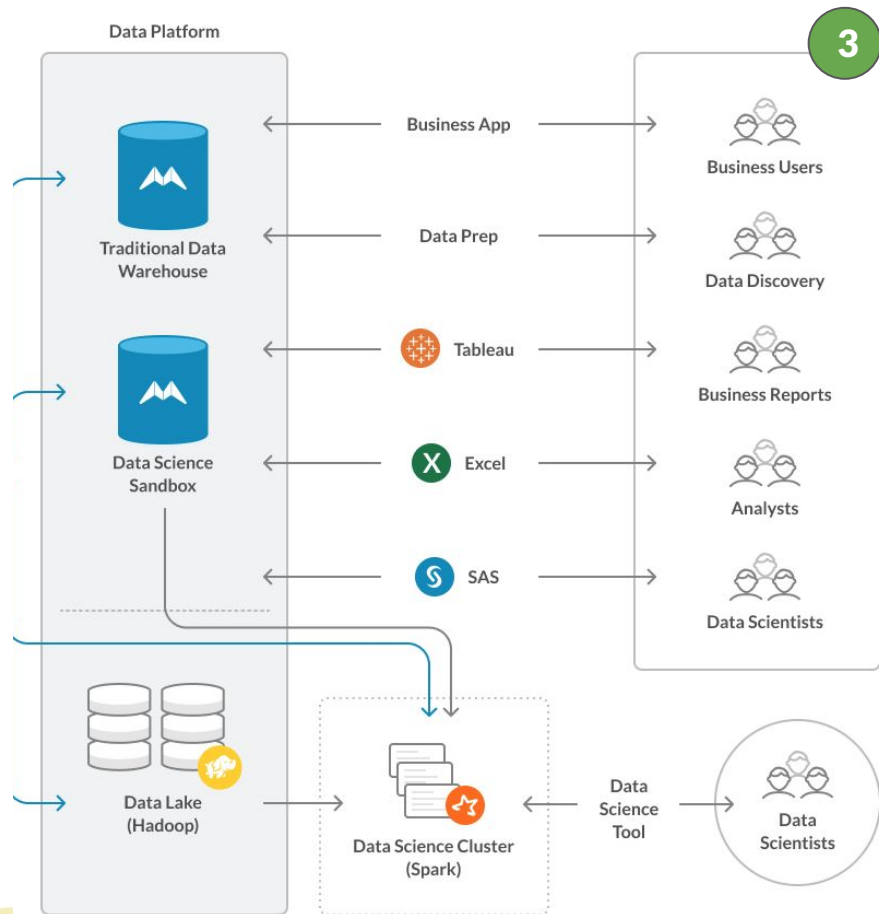 Data Platform
3
Business App
Business Users
Traditional Data
Warehouse
Data Prep
Data Discovery
Tableau
Business Reports
Data Science
Sandbox
X
Excel
Analysts
S
SAS
Data Scientists
Data Lake
(Hadoop)
Data Science Cluster
(Spark)
Data
Science
Tool
Data
Scientists